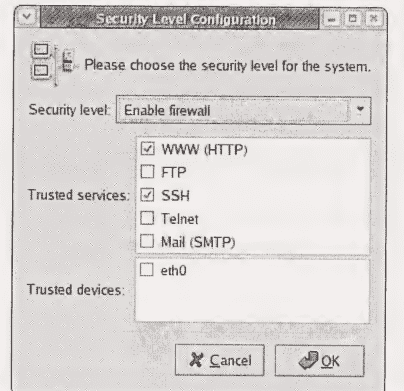 Security Level Configuration
Please choose the security level for the system.
Security level: Enable firewall
Trusted services:
WWW (HTTP)
FTP
SSH
Telnet
Mail (SMTP)
Trusted devices:
eth0
Cancel
OK